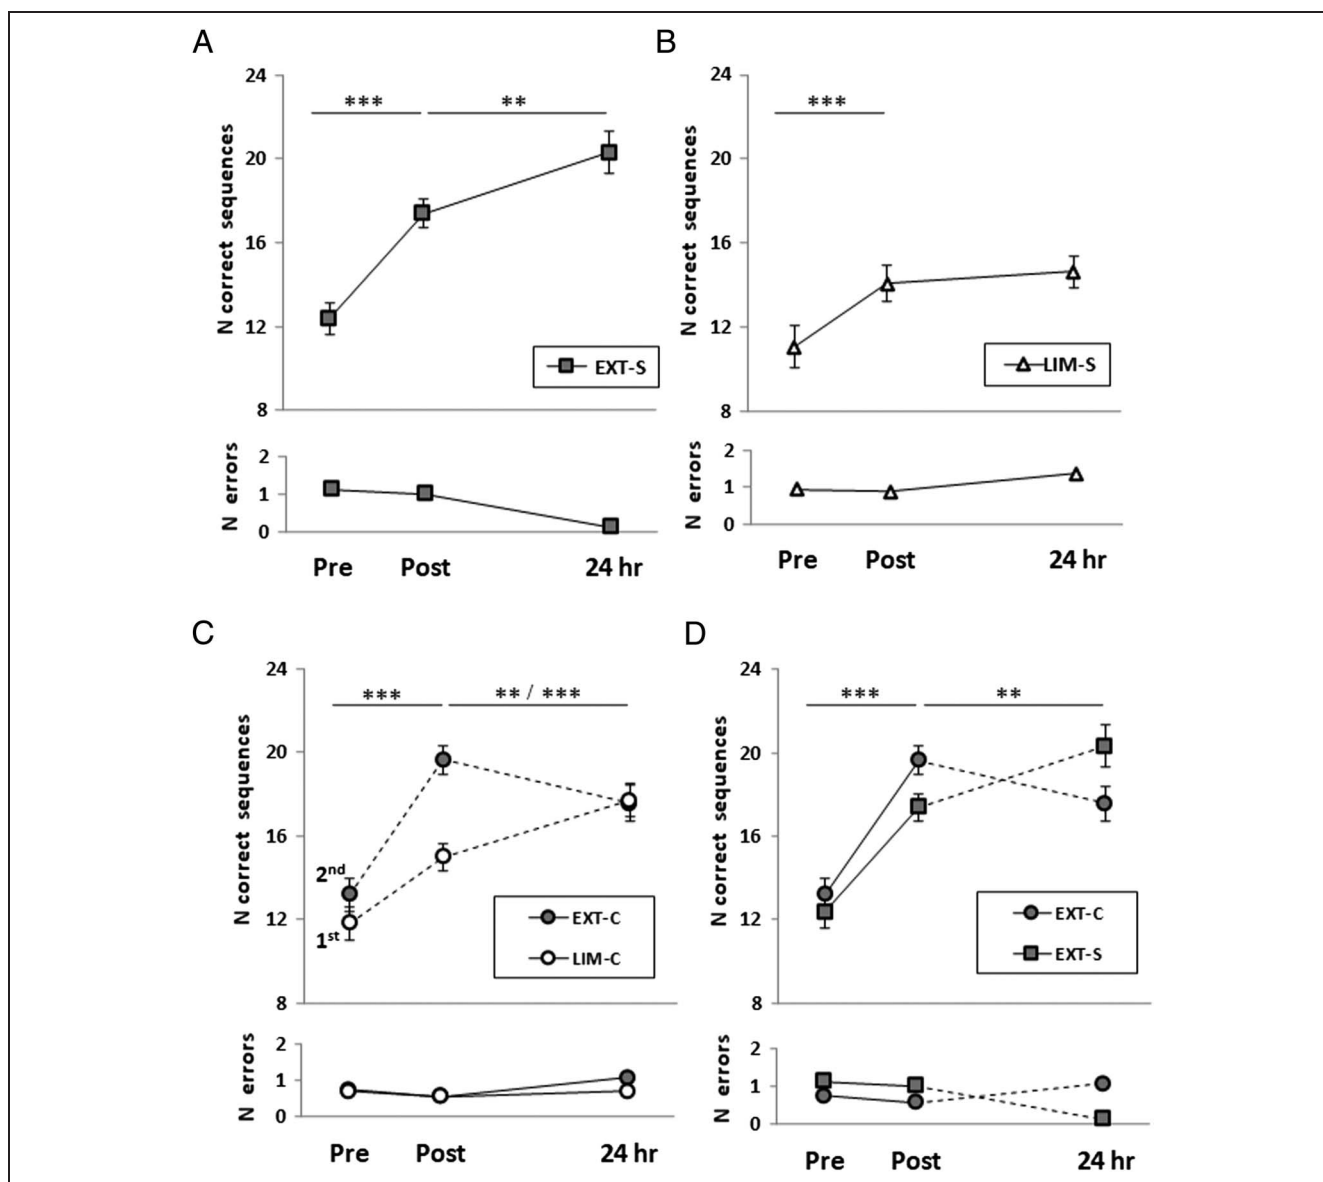 A
24
20
16
12
8
N correct sequences
*** **
EXT-S
2
1
0
N errors
Pre Post 24 hr
B
24
20
16
12
8
N correct sequences
***
LIM-S
2
1
0
N errors
Pre Post 24 hr
C
24
20
16
12
8
N correct sequences
*** ** / ***
2nd
1st
EXT-C
LIM-C
2
1
0
N errors
Pre Post 24 hr
D
24
20
16
12
8
N correct sequences
*** **
EXT-C
EXT-S
2
1
0
N errors
Pre Post 24 hr